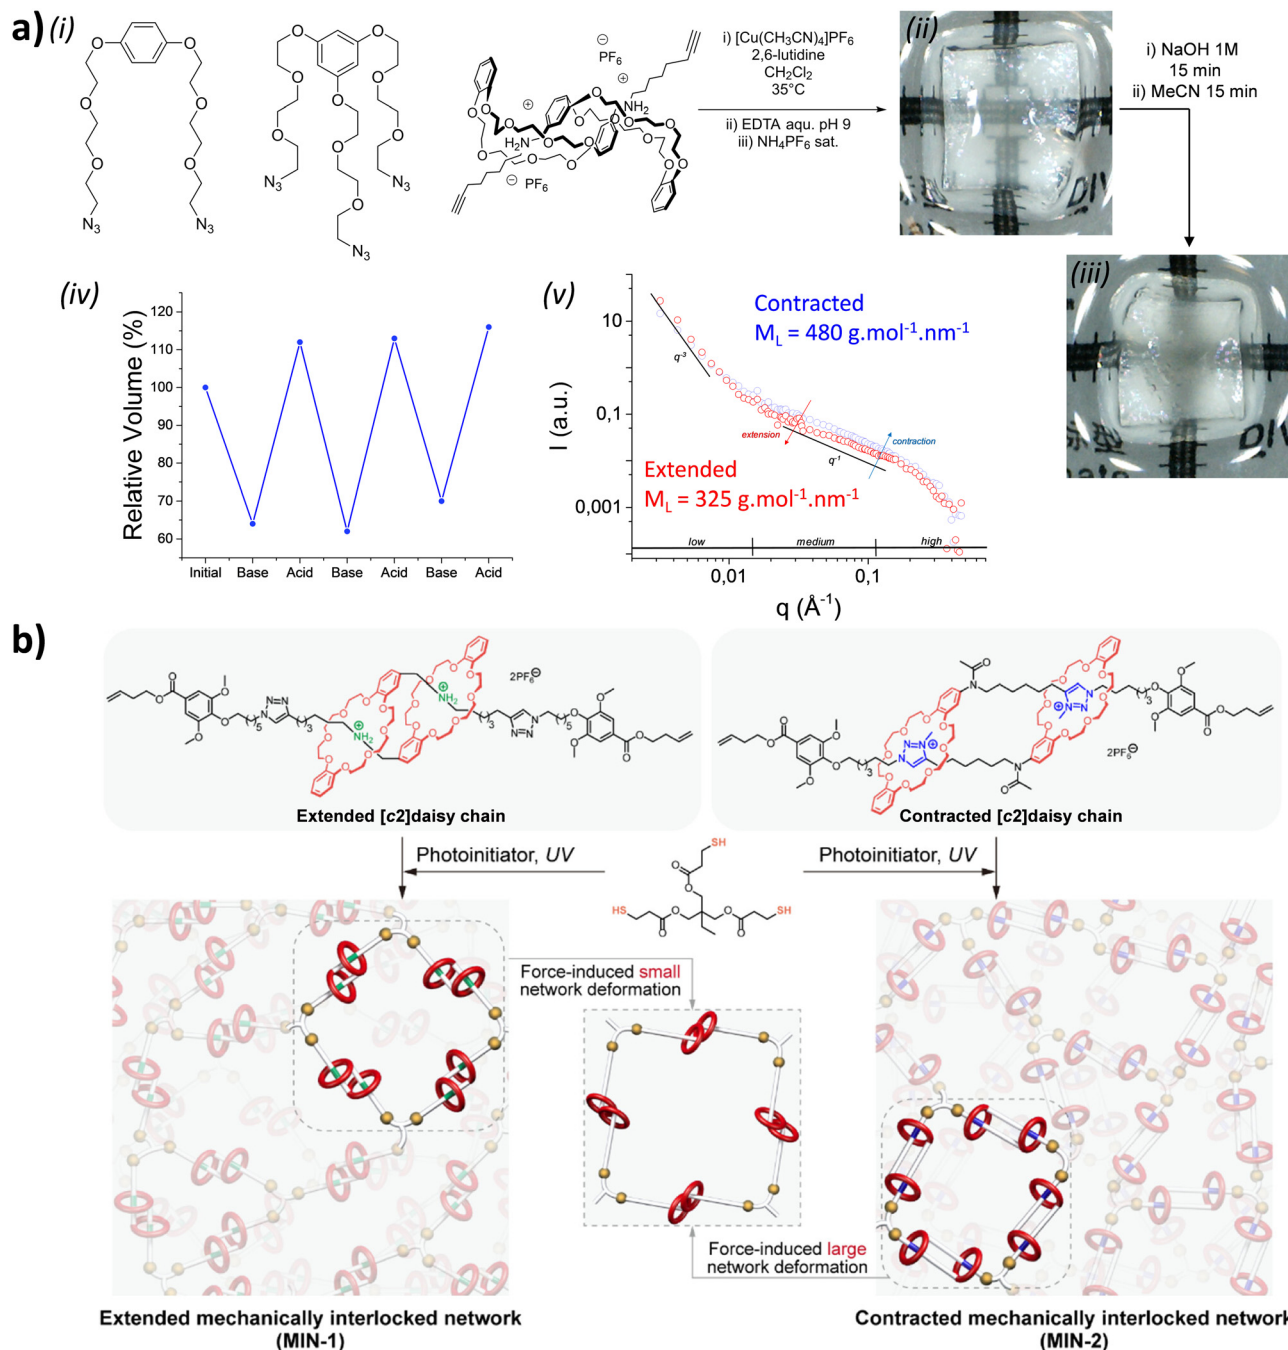 a) (i)
O
O
O
O
O
O
N3
N3
O
O
O
O
O
O
O
N3
N3
N3
⊖
PF6
⊕
NH2
⊕
H2N
⊖ PF6
i) [Cu(CH3CN)4]PF6
2,6-lutidine
CH2Cl2
35°C
ii) EDTA aqu. pH 9
iii) NH4PF6 sat.
(ii)
i) NaOH 1M
15 min
ii) MeCN 15 min
(iii)
(iv)
Relative Volume (%)
120
110
100
90
80
70
60
Initial Base Acid Base Acid Base Acid
(v)
I (a.u.)
10
0,1
0,001
Contracted
ML = 480 g.mol-1.nm-1
q-3
extension
contraction
q-1
Extended
ML = 325 g.mol-1.nm-1
low medium high
0,01 0,1
q (Å-1)
b)
2PF6⊖
Extended [c2]daisy chain
2PF6⊖
Contracted [c2]daisy chain
Photoinitiator, UV
Photoinitiator, UV
SH
HS
SH
Force-induced small
network deformation
Force-induced large
network deformation
Extended mechanically interlocked network
(MIN-1)
Contracted mechanically interlocked network
(MIN-2)